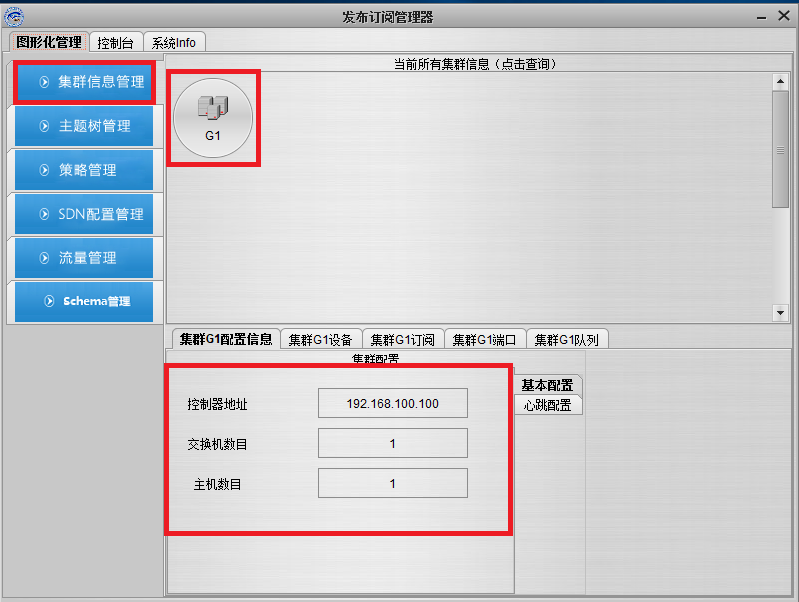 发布订阅管理器
图形化管理 控制台 系统Info
集群信息管理
主题树管理
策略管理
SDN配置管理
流量管理
Schema管理
当前所有集群信息（点击查询）
G1
集群G1配置信息 集群G1设备 集群G1订阅 集群G1端口 集群G1队列
集群配置
控制器地址 192.168.100.100
交换机数目 1
主机数目 1
基本配置
心跳配置